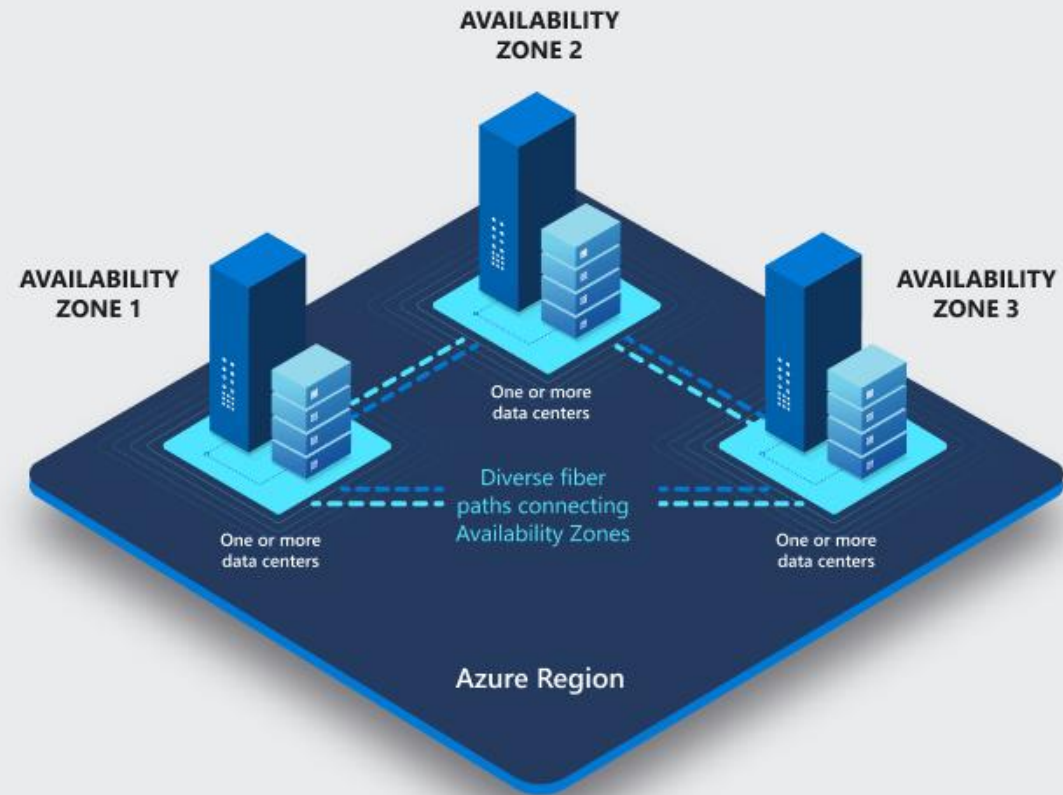 AVAILABILITY
ZONE 2
AVAILABILITY
ZONE 1
AVAILABILITY
ZONE 3
One or more
data centers
Diverse fiber
paths connecting
Availability Zones
One or more
data centers
One or more
data centers
Azure Region